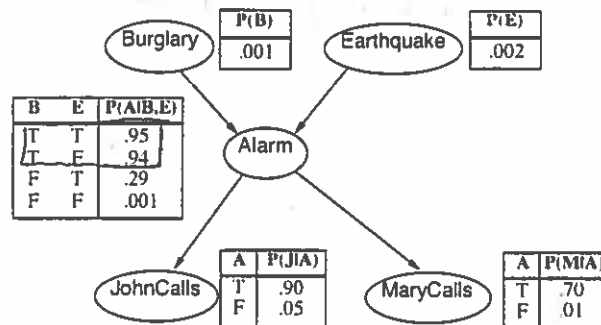 Burglary
P(B)
.001
Earthquake
P(E)
.002
B E P(A|B,E)
T T .95
T F .94
F T .29
F F .001
Alarm
JohnCalls
A P(J|A)
T .90
F .05
MaryCalls
A P(M|A)
T .70
F .01